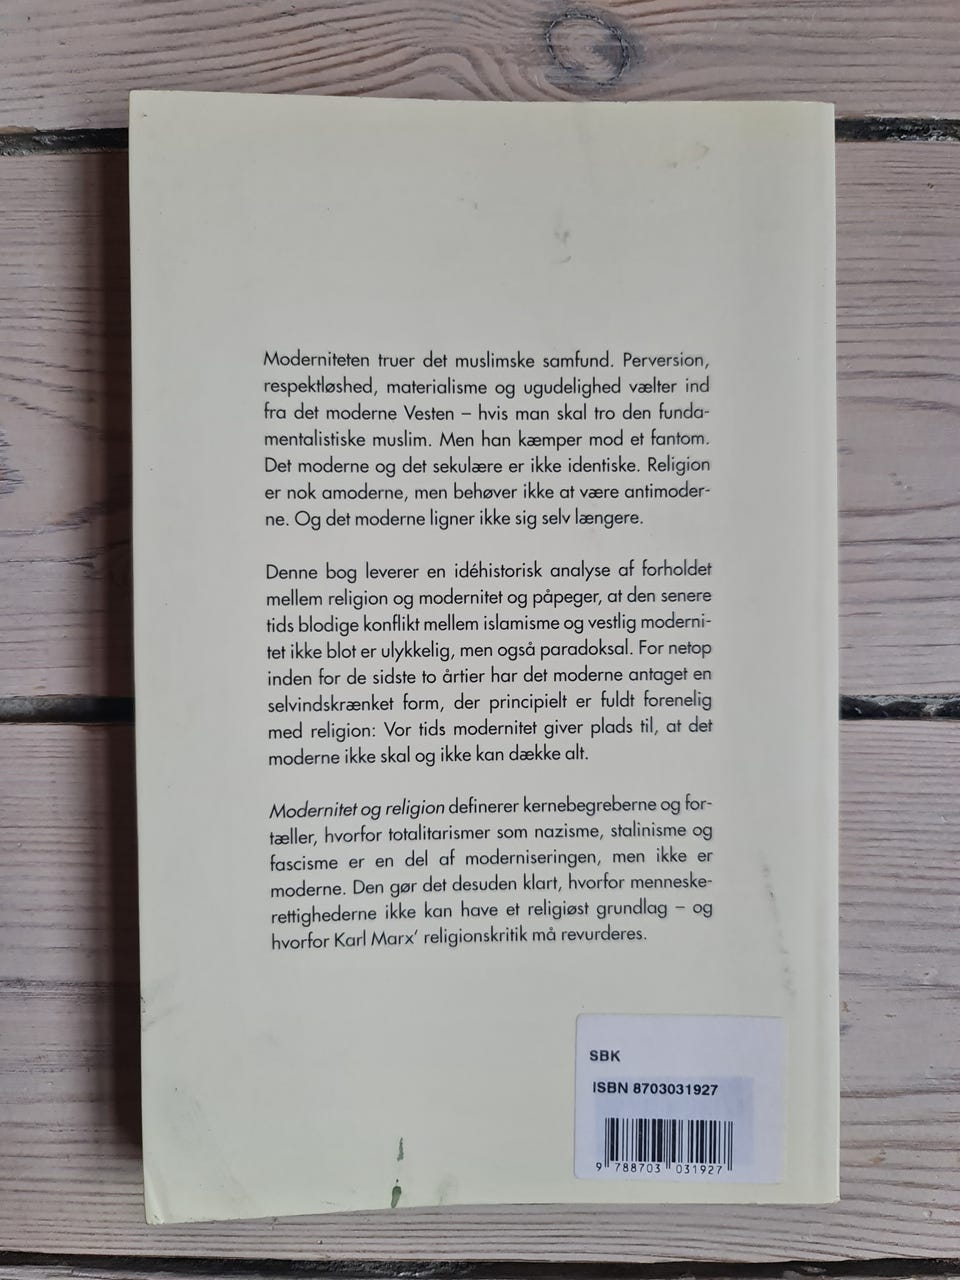 Moderniteten truer det muslimske samfund. Perversion,
respektløshed, materialisme og ugudelighed vælter ind
fra det moderne Vesten – hvis man skal tro den funda-
mentalistiske muslim. Men han kæmper mod et fantom.
Det moderne og det sekulære er ikke identiske. Religion
er nok amoderne, men behøver ikke at være antimoder-
ne. Og det moderne ligner ikke sig selv længere.
Denne bog leverer en idéhistorisk analyse af forholdet
mellem religion og modernitet og påpeger, at den senere
tids blodige konflikt mellem islamisme og vestlig moderni-
tet ikke blot er ulykkelig, men også paradoksal. For netop
inden for de sidste to årtier har det moderne antaget en
selvindskrænket form, der principielt er fuldt forenelig
med religion: Vor tids modernitet giver plads til, at det
moderne ikke skal og ikke kan dække alt.
Modernitet og religion definerer kernebegreberne og for-
tæller, hvorfor totalitarismer som nazisme, stalinisme og
fascisme er en del af moderniseringen, men ikke er
moderne. Den gør det desuden klart, hvorfor menneske-
rettighederne ikke kan have et religiøst grundlag – og
hvorfor Karl Marx' religionskritik må revurderes.
SBK
ISBN 8703031927
9 788703 031927